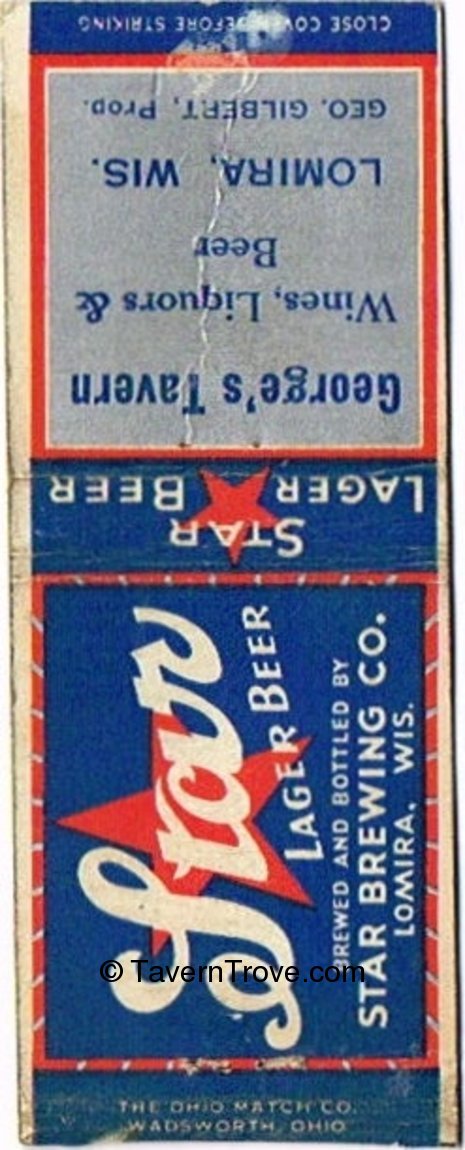 CLOSE COVER BEFORE STRIKING
George's Tavern
Wines, Liquors &
Beer
LOMIRA, WIS.
GEO. GILBERT, Prop.
STAR
LAGER BEER
Star
LAGER BEER
BREWED AND BOTTLED BY
STAR BREWING CO.
LOMIRA, WIS.
© TavernTrove.com
THE OHIO MATCH CO.
WADSWORTH, OHIO